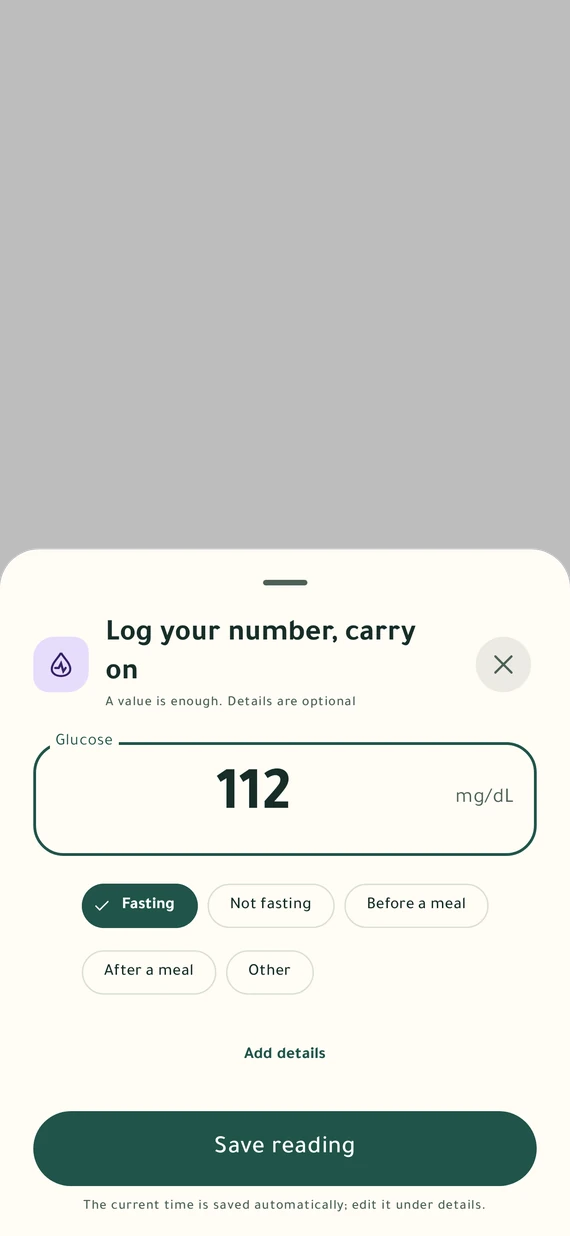 Log your number, carry
on
A value is enough. Details are optional
Glucose
112
mg/dL
Fasting
Not fasting
Before a meal
After a meal
Other
Add details
Save reading
The current time is saved automatically; edit it under details.